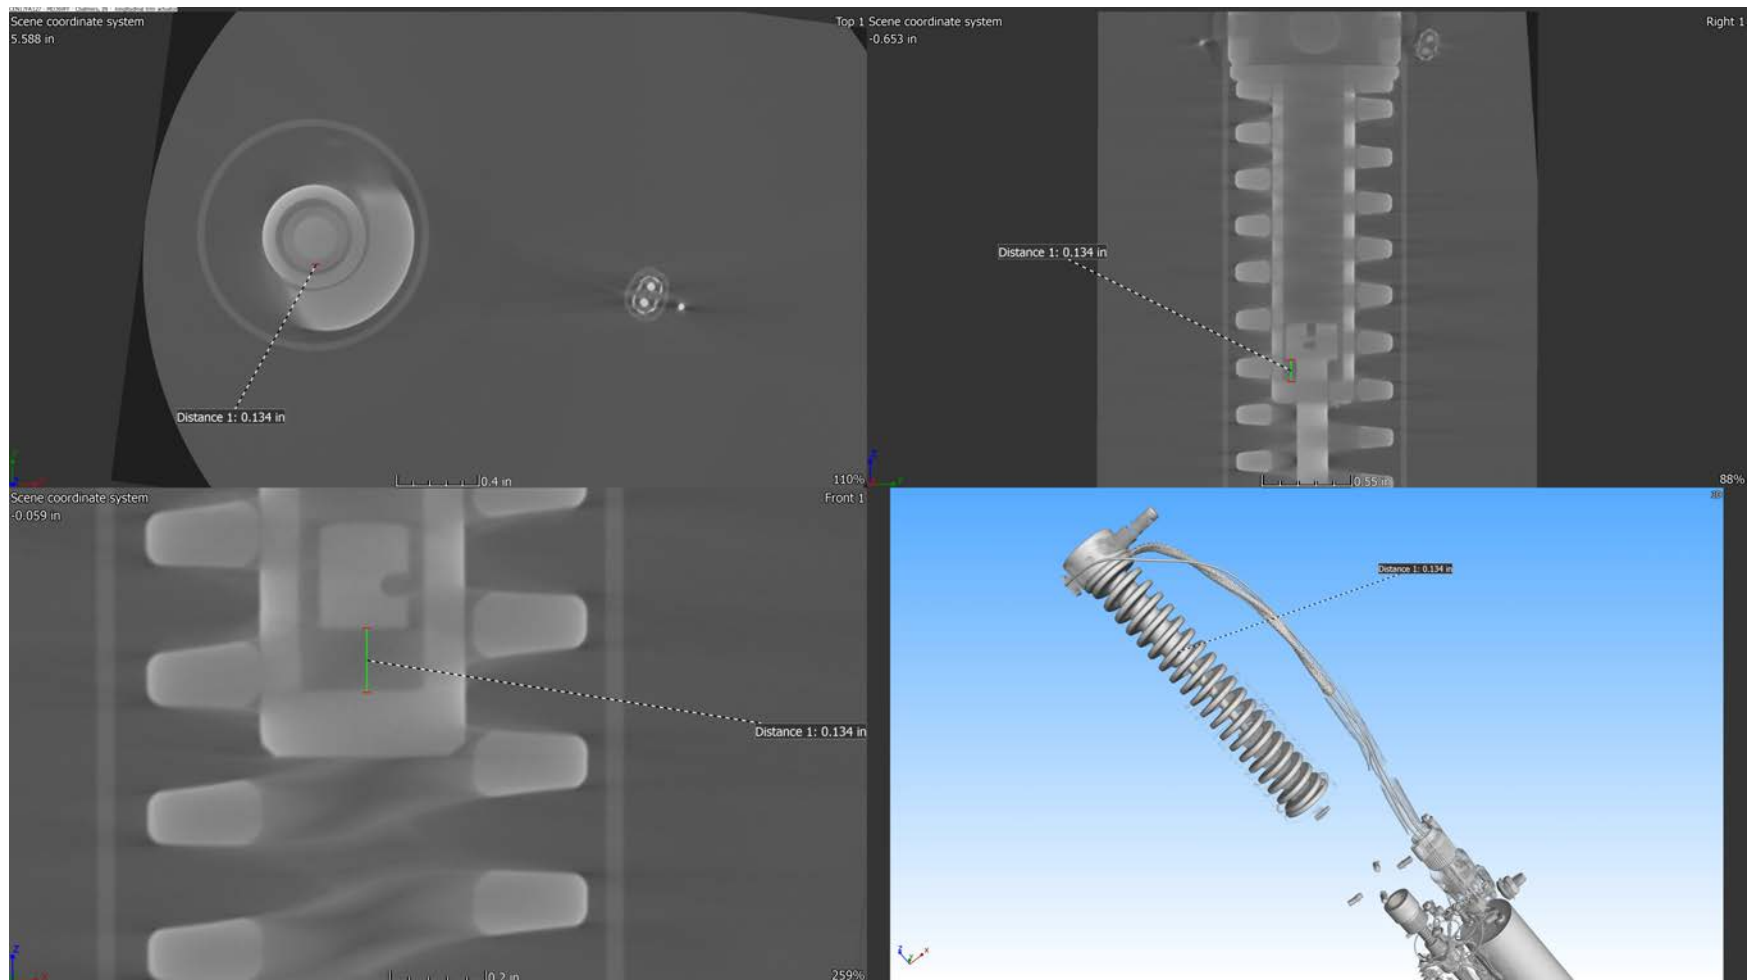 Scene coordinate system
5.588 in
Top 1
Distance 1: 0.134 in
0.4 in
110%
Scene coordinate system
-0.653 in
Right 1
Distance 1: 0.134 in
0.55 in
88%
Scene coordinate system
-0.059 in
Front 1
Distance 1: 0.134 in
0.2 in
259%
3D
Distance 1: 0.134 in